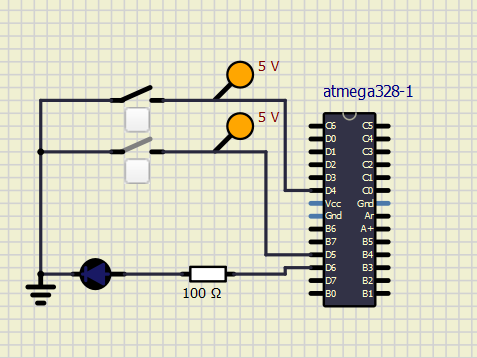 5 V
atmega328-1
5 V
C6 C5
D0 C4
D1 C3
D2 C2
D3 C1
D4 C0
Vcc Gnd
Gnd Ar
B6 A+
B7 B5
D5 B4
D6 B3
D7 B2
B0 B1
100 Ω